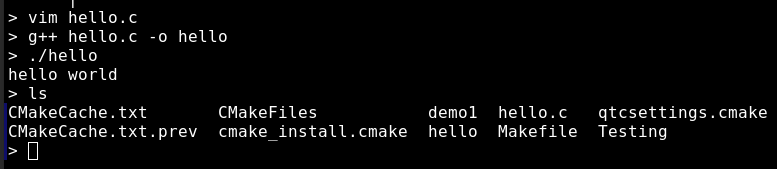 > vim hello.c
> g++ hello.c -o hello
> ./hello
hello world
> ls
CMakeCache.txt       CMakeFiles           demo1  hello.c   qtcsettings.cmake
CMakeCache.txt.prev  cmake_install.cmake  hello  Makefile  Testing
>